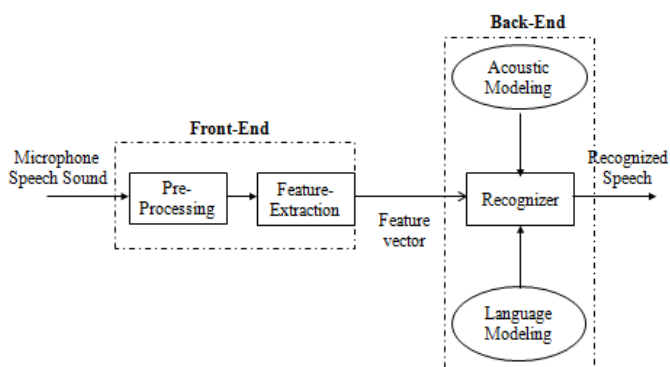 Back-End
Acoustic
Modeling
Front-End
Microphone
Speech Sound
Pre-
Processing
Feature-
Extraction
Feature
vector
Recognizer
Recognized
Speech
Language
Modeling